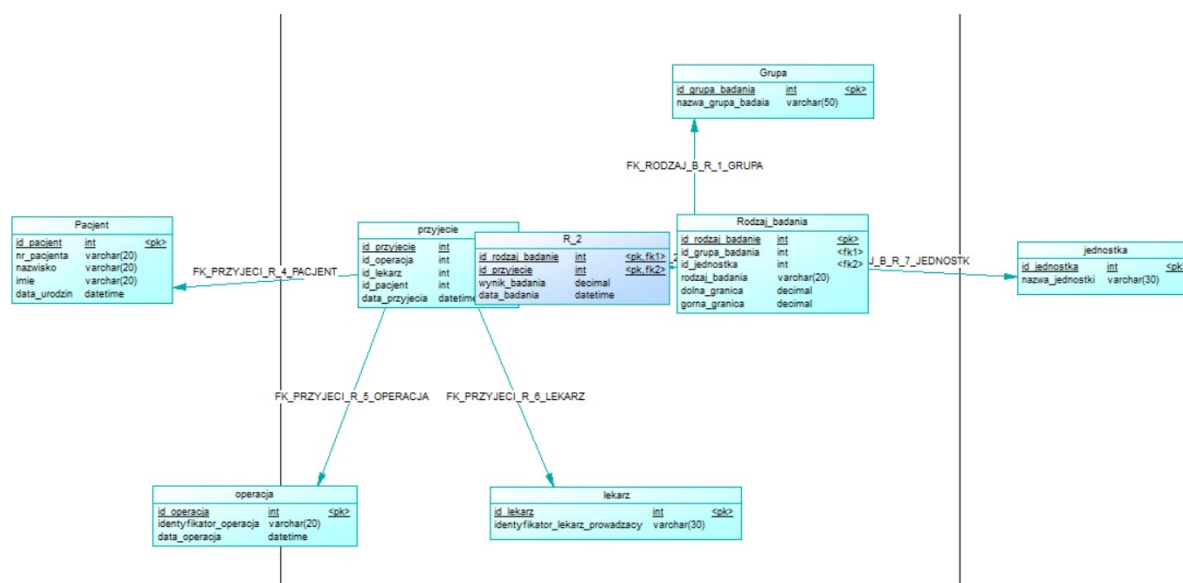 Grupa
id_grupa_badania int <pk>
nazwa_grupa_badaia varchar(50)
FK_RODZAJ_B_R_1_GRUPA
Pacjent
id_pacjent int <pk>
nr_pacjenta varchar(20)
nazwisko varchar(20)
imie varchar(20)
data_urodzin datetime
FK_PRZYJECI_R_4_PACJENT
przyjecie
id_przyjecie int
id_operacja int
id_lekarz int
id_pacjent int
data_przyjecia datetime
R_2
id_rodzaj_badanie int <pk,fk1>
id_przyjecie int <pk,fk2>
wynik_badania decimal
data_badania datetime
Rodzaj_badania
id_rodzaj_badanie int <pk>
id_grupa_badania int <fk1>
id_jednostka int <fk2>
rodzaj_badania varchar(20)
dolna_granica decimal
gorna_granica decimal
J_B_R_7_JEDNOSTK
jednostka
id_jednostka int <pk
nazwa_jednostki varchar(30)
FK_PRZYJECI_R_5_OPERACJA
FK_PRZYJECI_R_6_LEKARZ
operacja
id_operacja int <pk>
identyfikator_operacja varchar(20)
data_operacja datetime
lekarz
id_lekarz int <pk>
identyfikator_lekarz_prowadzacy varchar(30)